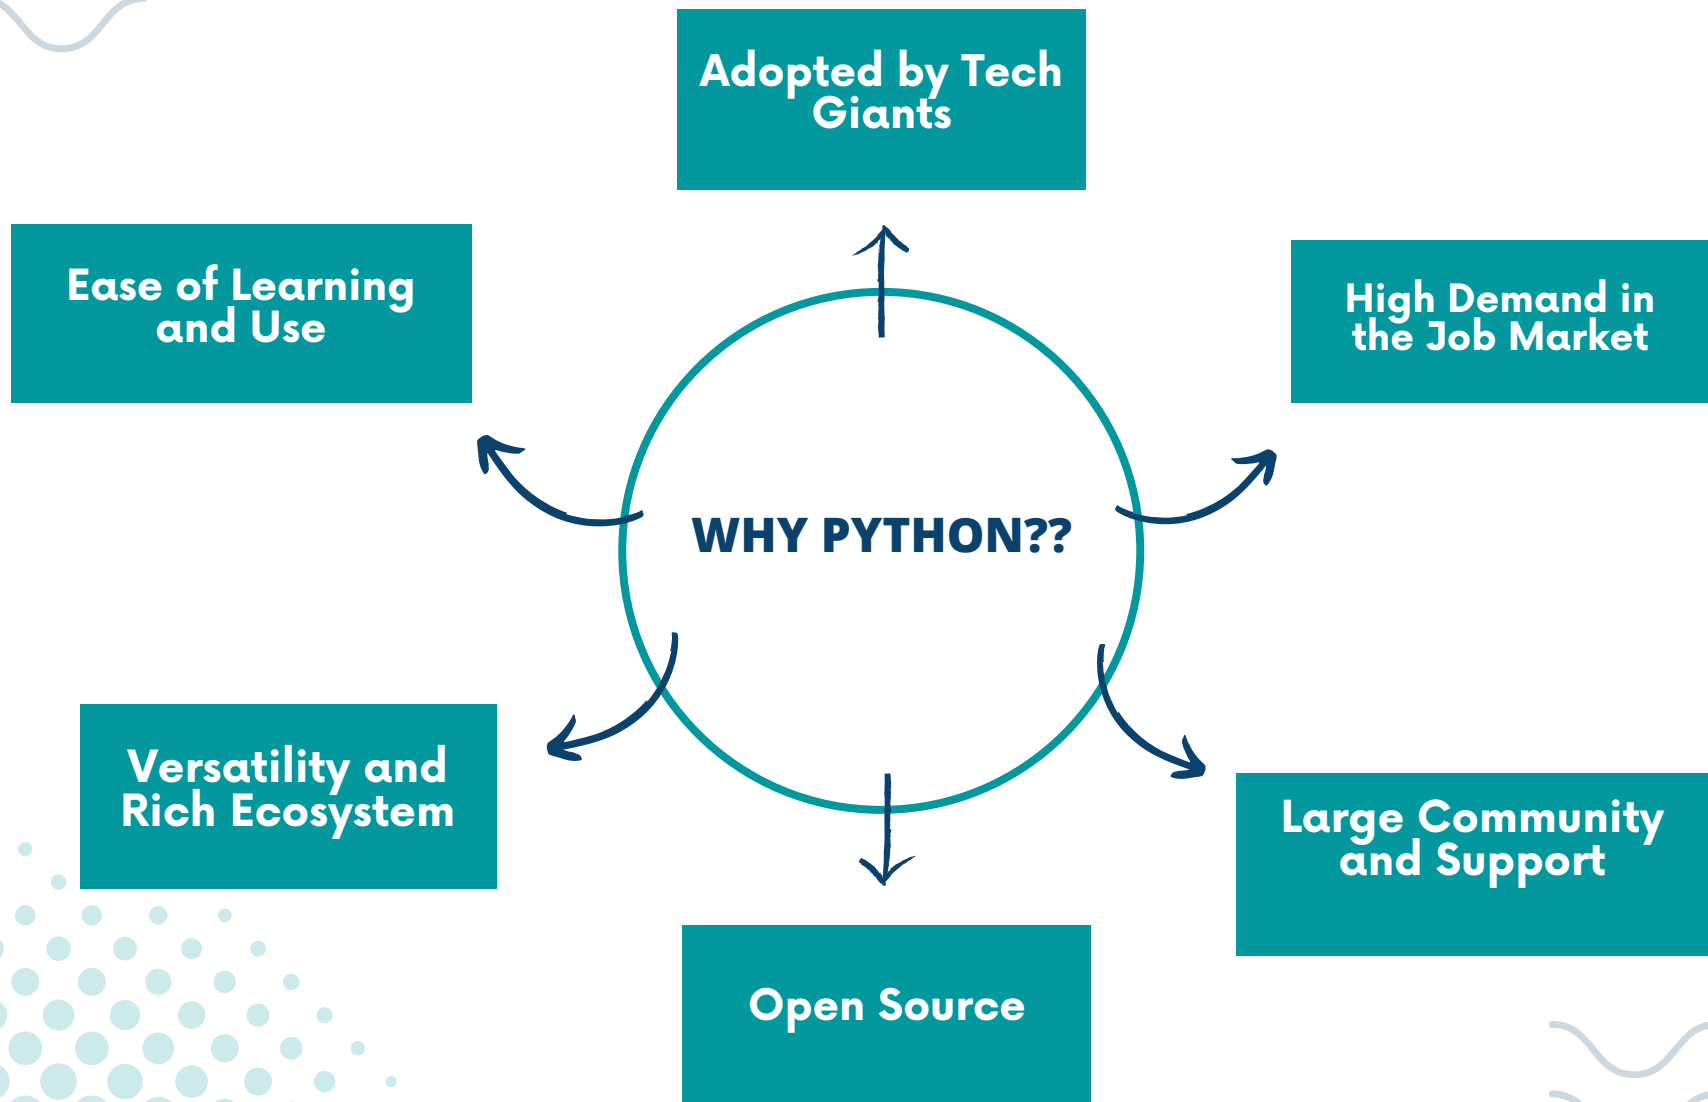 Adopted by Tech
Giants
Ease of Learning
and Use
High Demand in
the Job Market
WHY PYTHON??
Versatility and
Rich Ecosystem
Large Community
and Support
Open Source